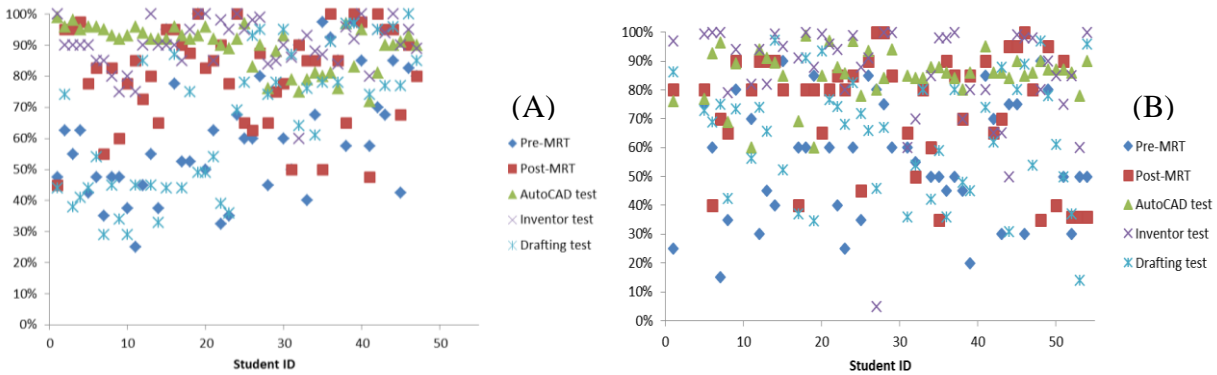 100%
90%
80%
70%
60%
50%
40%
30%
20%
10%
0%
0 10 20 30 40 50
Student ID
(A)
Pre-MRT
Post-MRT
AutoCAD test
Inventor test
Drafting test
100%
90%
80%
70%
60%
50%
40%
30%
20%
10%
0%
0 10 20 30 40 50
Student ID
(B)
Pre-MRT
Post-MRT
AutoCAD test
Inventor test
Drafting test